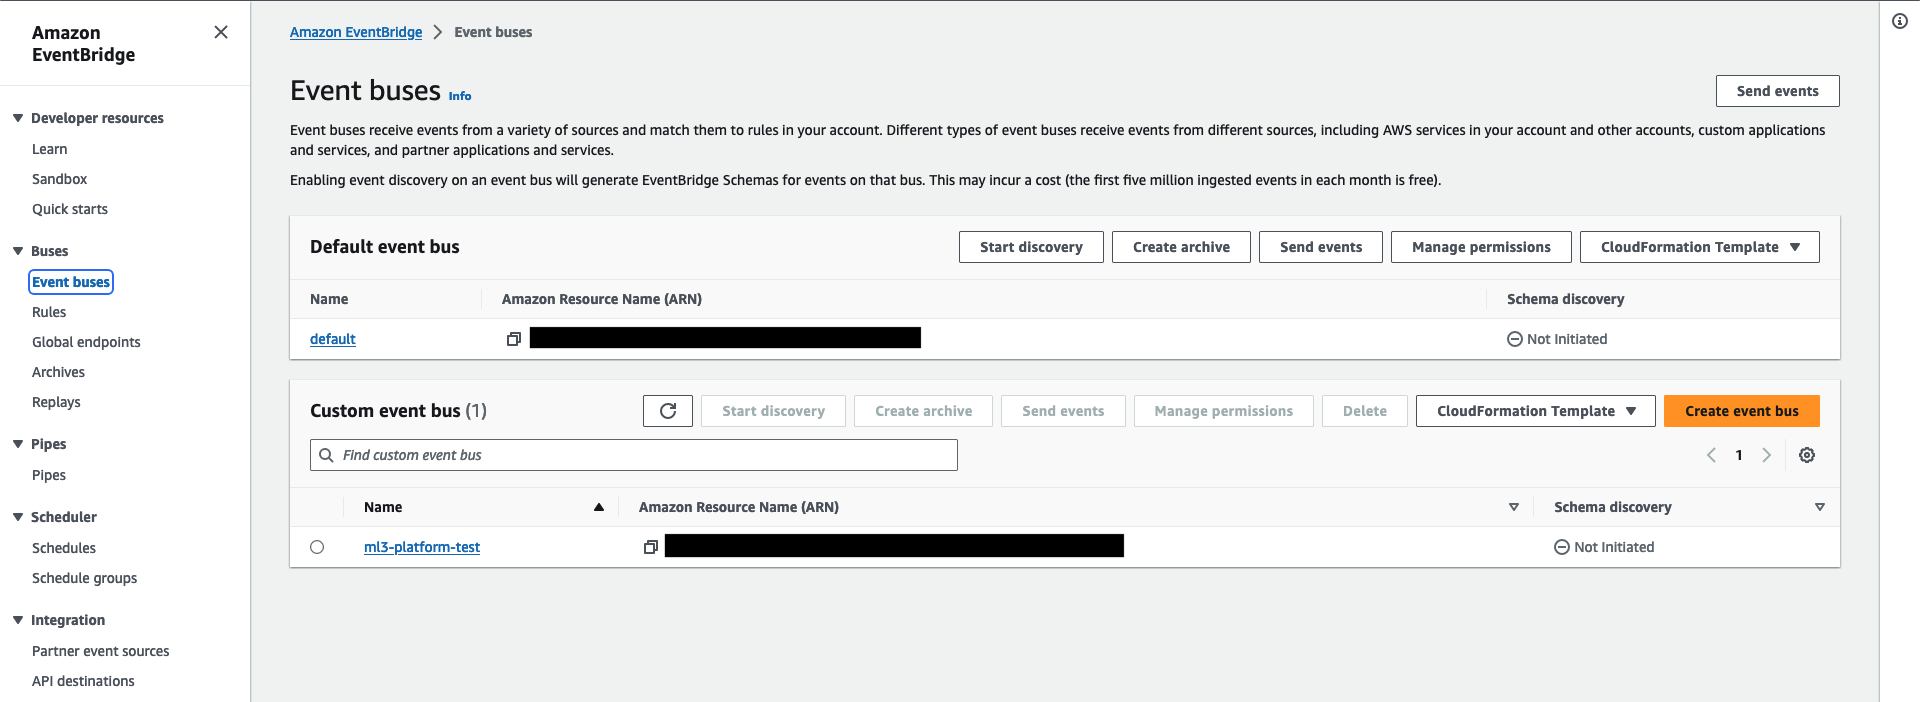 Amazon
EventBridge
Developer resources
Learn
Sandbox
Quick starts
Buses
Event buses
Rules
Global endpoints
Archives
Replays
Pipes
Pipes
Scheduler
Schedules
Schedule groups
Integration
Partner event sources
API destinations
Amazon EventBridge > Event buses
Event buses Info
Send events
Event buses receive events from a variety of sources and match them to rules in your account. Different types of event buses receive events from different sources, including AWS services in your account and other accounts, custom applications
and services, and partner applications and services.
Enabling event discovery on an event bus will generate EventBridge Schemas for events on that bus. This may incur a cost (the first five million ingested events in each month is free).
Default event bus Start discovery Create archive Send events Manage permissions CloudFormation Template
Name Amazon Resource Name (ARN) Schema discovery
default Not Initiated
Custom event bus (1) Start discovery Create archive Send events Manage permissions Delete CloudFormation Template Create event bus
Find custom event bus 1
Name Amazon Resource Name (ARN) Schema discovery
ml3-platform-test Not Initiated